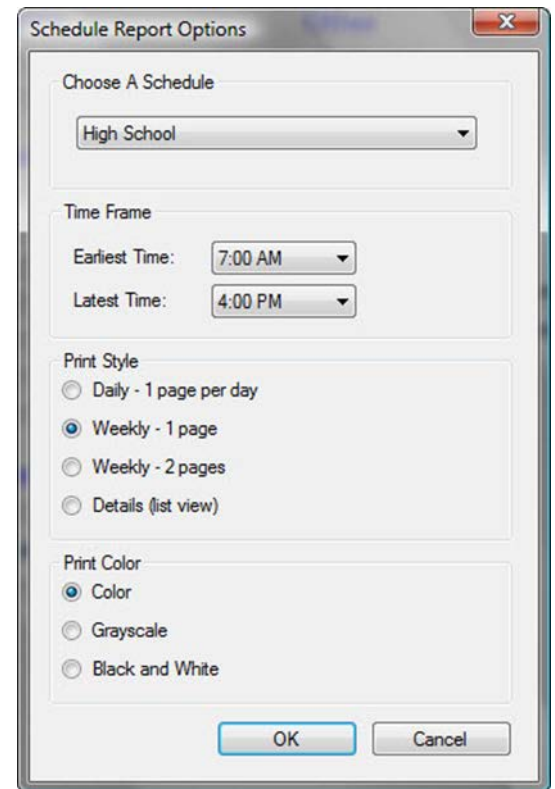 Schedule Report Options
Choose A Schedule
High School
Time Frame
Earliest Time: 7:00 AM
Latest Time: 4:00 PM
Print Style
Daily - 1 page per day
Weekly - 1 page
Weekly - 2 pages
Details (list view)
Print Color
Color
Grayscale
Black and White
OK Cancel